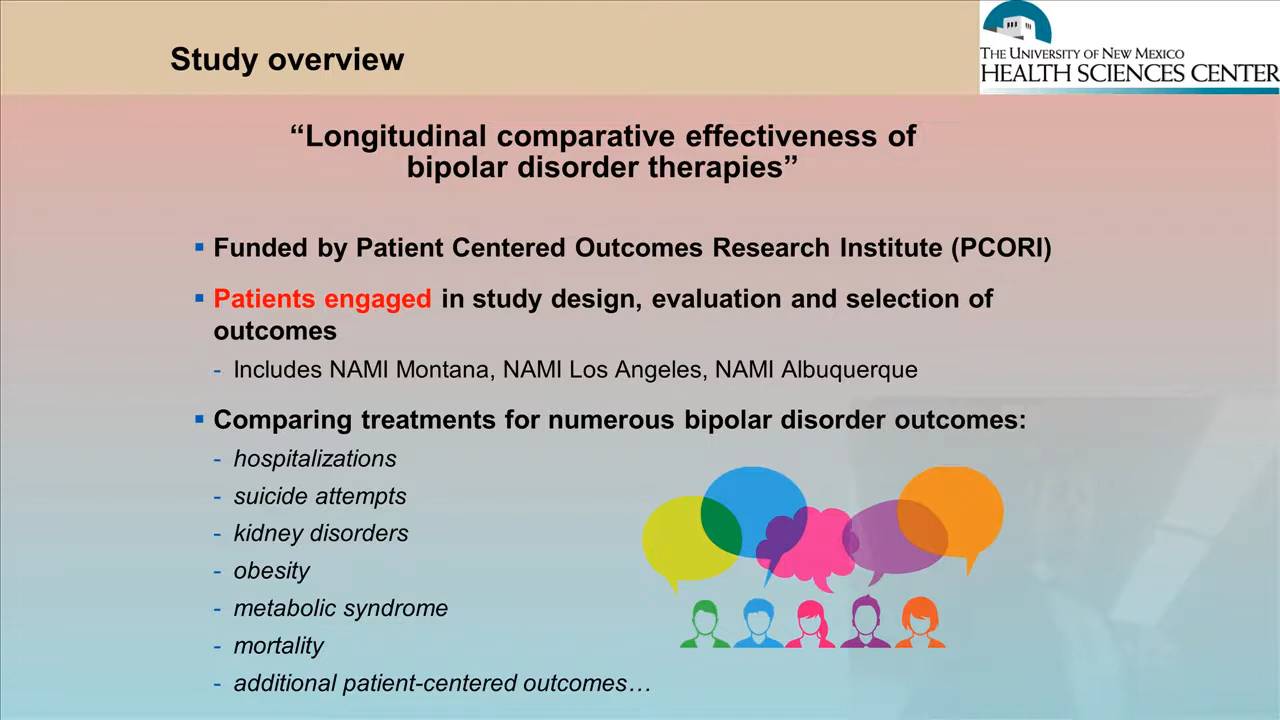 Study overview
THE UNIVERSITY OF NEW MEXICO
HEALTH SCIENCES CENTER
“Longitudinal comparative effectiveness of
bipolar disorder therapies”
▪ Funded by Patient Centered Outcomes Research Institute (PCORI)
▪ Patients engaged in study design, evaluation and selection of
outcomes
- Includes NAMI Montana, NAMI Los Angeles, NAMI Albuquerque
▪ Comparing treatments for numerous bipolar disorder outcomes:
- hospitalizations
- suicide attempts
- kidney disorders
- obesity
- metabolic syndrome
- mortality
- additional patient-centered outcomes…